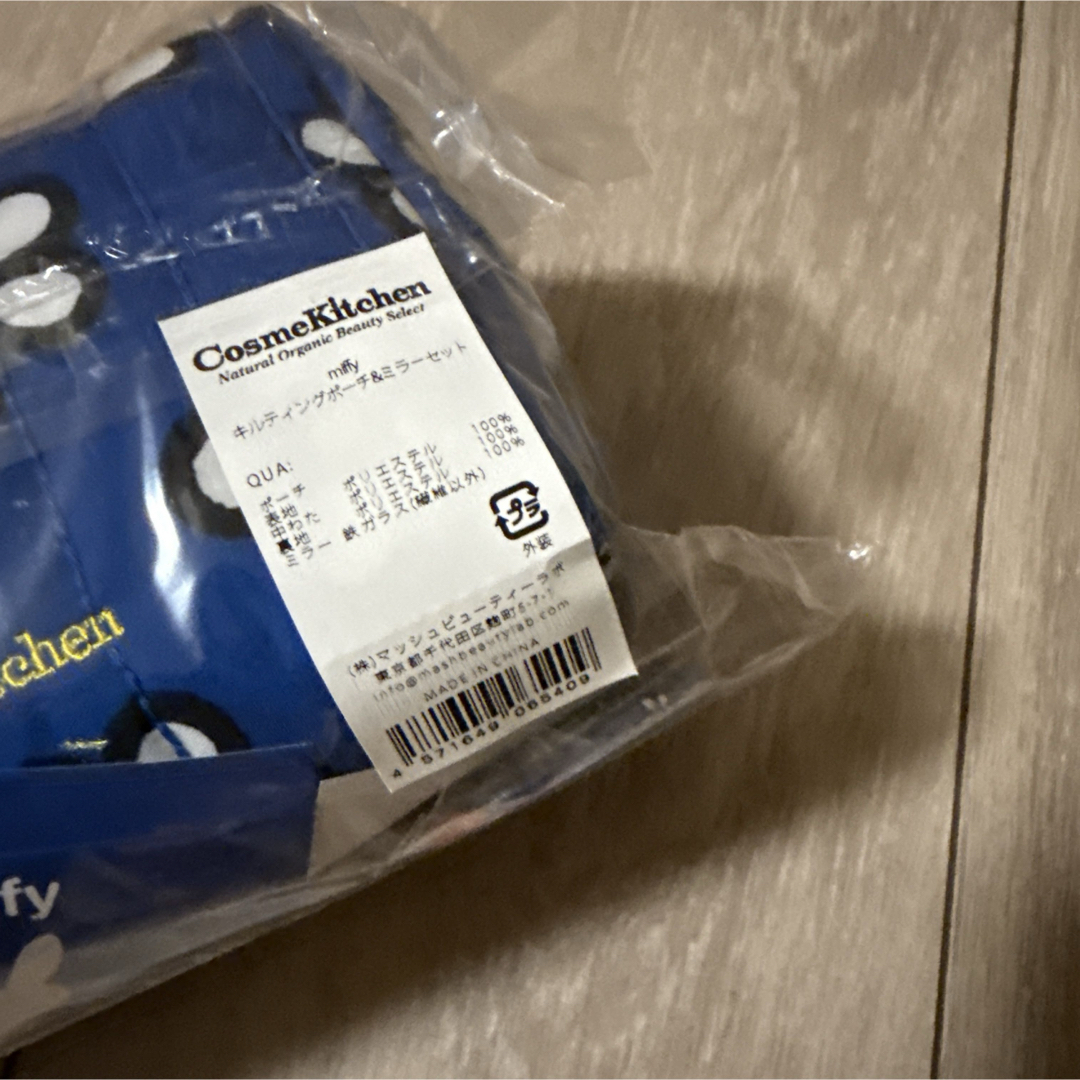 CosmeKitchen
Natural Organic Beauty Select
miffy
キルティングポーチ&ミラーセット
QUA:
ポーチ
表地 ポリエステル 100%
中わた ポリエステル 100%
裏地 ポリエステル 100%
ミラー 鉄 ガラス(繊維以外)
プラ
外装
(株)マッシュビューティーラボ
東京都千代田区麹町5-7-1
info@mashbeautylab.com
MADE IN CHINA
4 571649 065409
tchen
fy